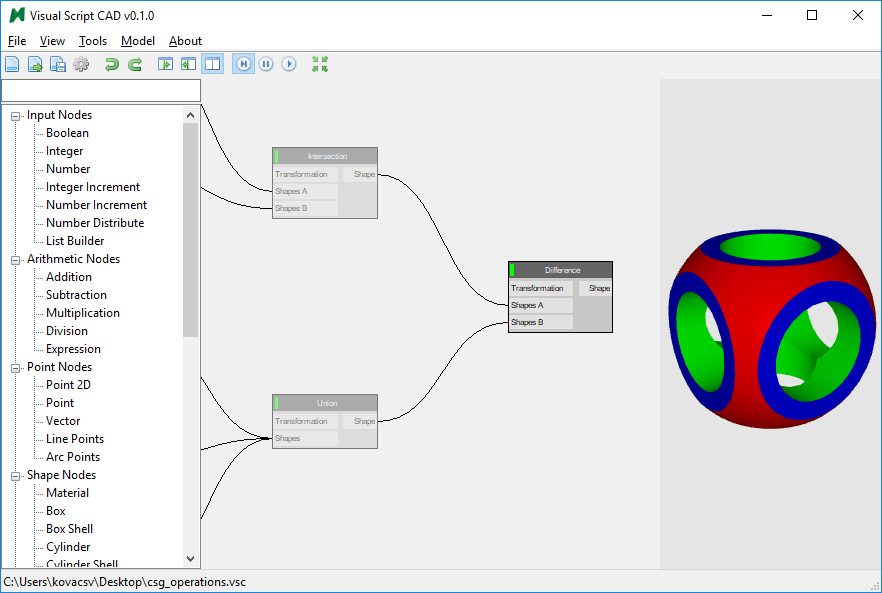 Visual Script CAD v0.1.0
File View Tools Model About
Input Nodes
Boolean
Integer
Number
Integer Increment
Number Increment
Number Distribute
List Builder
Arithmetic Nodes
Addition
Subtraction
Multiplication
Division
Expression
Point Nodes
Point 2D
Point
Vector
Line Points
Arc Points
Shape Nodes
Material
Box
Box Shell
Cylinder
Cylinder Shell
Intersection
Transformation Shape
Shapes A
Shapes B
Difference
Transformation Shape
Shapes A
Shapes B
Union
Transformation Shape
Shapes
C:\Users\kovacsv\Desktop\csg_operations.vsc